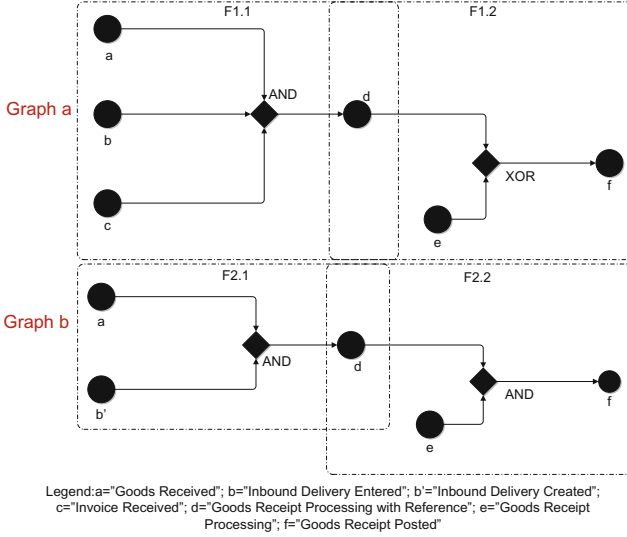 F1.1 F1.2
a
AND d
Graph a
b
XOR f
c
e
F2.1 F2.2
a
Graph b
AND d
AND f
b'
e
Legend:a="Goods Received"; b="Inbound Delivery Entered"; b'="Inbound Delivery Created";
c="Invoice Received"; d="Goods Receipt Processing with Reference"; e="Goods Receipt
Processing"; f="Goods Receipt Posted"